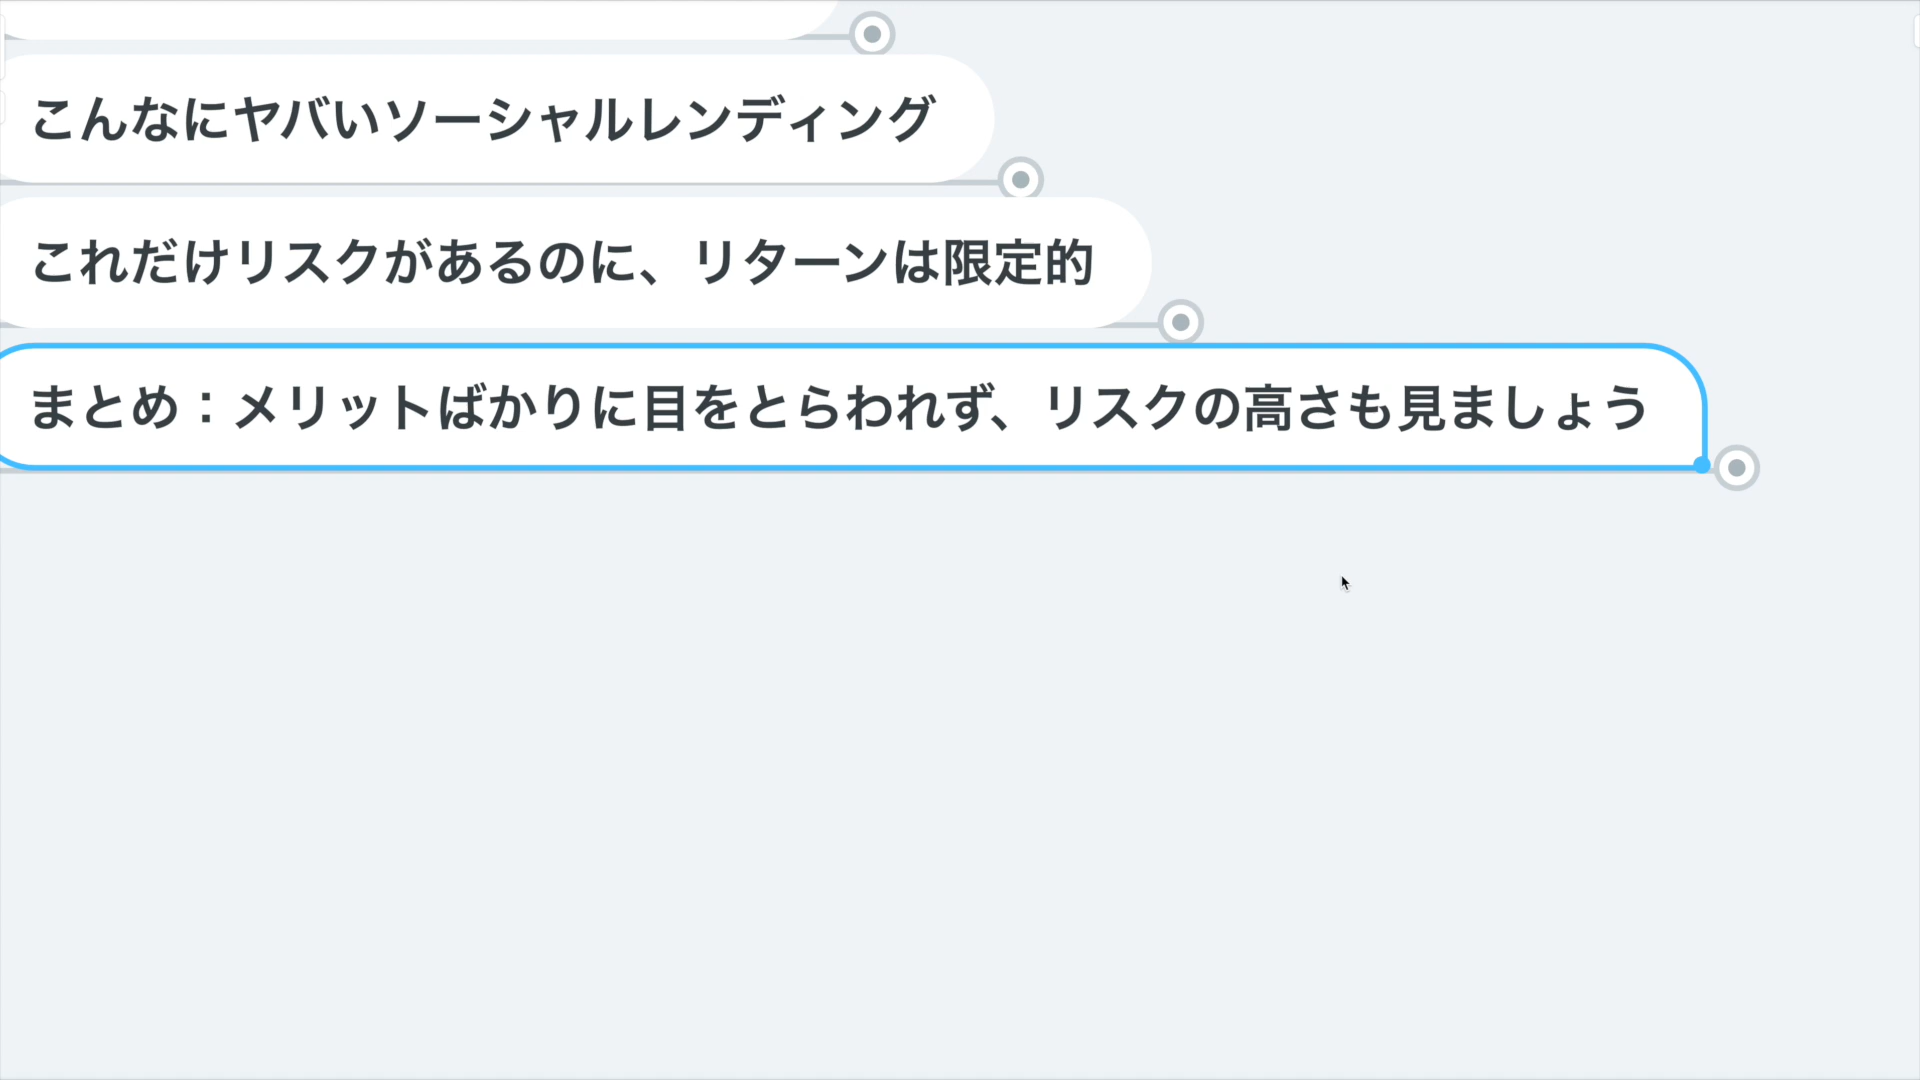 こんなにヤバいソーシャルレンディング
これだけリスクがあるのに、リターンは限定的
まとめ：メリットばかりに目をとらわれず、リスクの高さも見ましょう